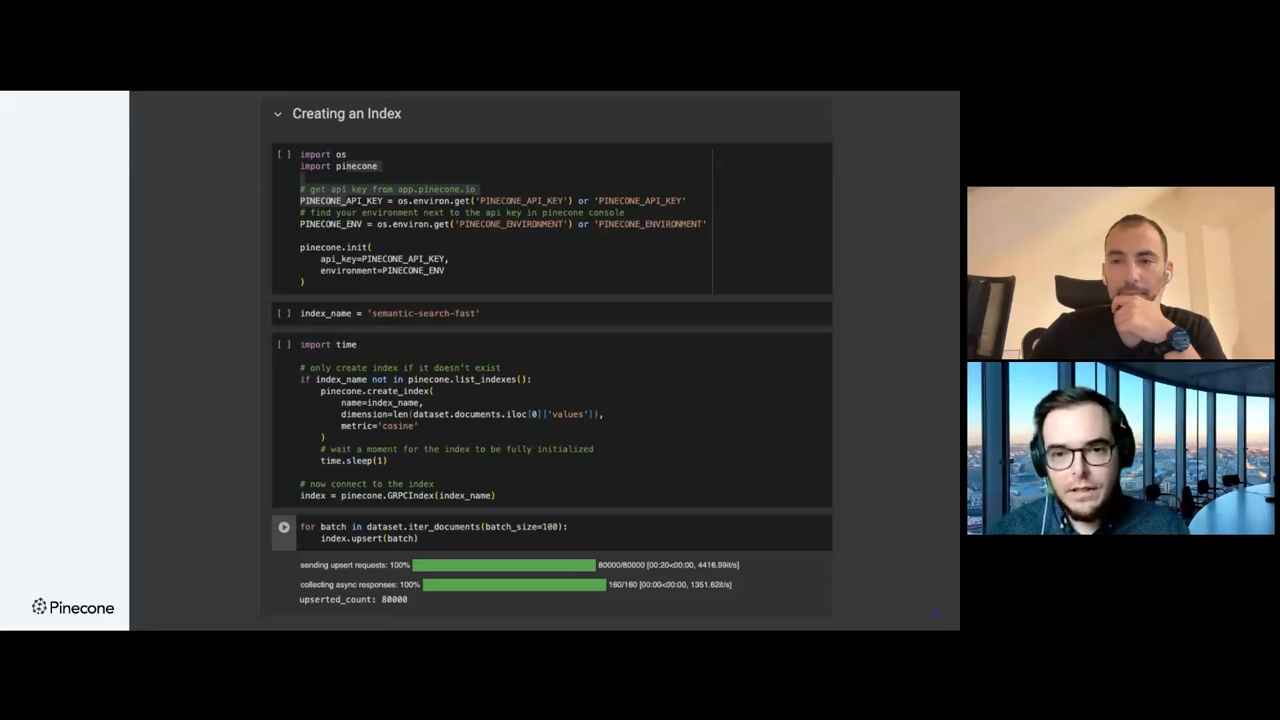 Creating an Index
[ ] import os
import pinecone
# get api key from app.pinecone.io
PINECONE_API_KEY = os.environ.get('PINECONE_API_KEY') or 'PINECONE_API_KEY'
# find your environment next to the api key in pinecone console
PINECONE_ENV = os.environ.get('PINECONE_ENVIRONMENT') or 'PINECONE_ENVIRONMENT'
pinecone.init(
api_key=PINECONE_API_KEY,
environment=PINECONE_ENV
)
[ ] index_name = 'semantic-search-fast'
[ ] import time
# only create index if it doesn't exist
if index_name not in pinecone.list_indexes():
pinecone.create_index(
name=index_name,
dimension=len(dataset.documents.iloc[0]['values']),
metric='cosine'
)
# wait a moment for the index to be fully initialized
time.sleep(1)
# now connect to the index
index = pinecone.GRPCIndex(index_name)
for batch in dataset.iter_documents(batch_size=100):
index.upsert(batch)
sending upsert requests: 100% 80000/80000 [00:20<00:00, 4416.99it/s]
collecting async responses: 100% 160/160 [00:00<00:00, 1351.62it/s]
upserted_count: 80000
Pinecone